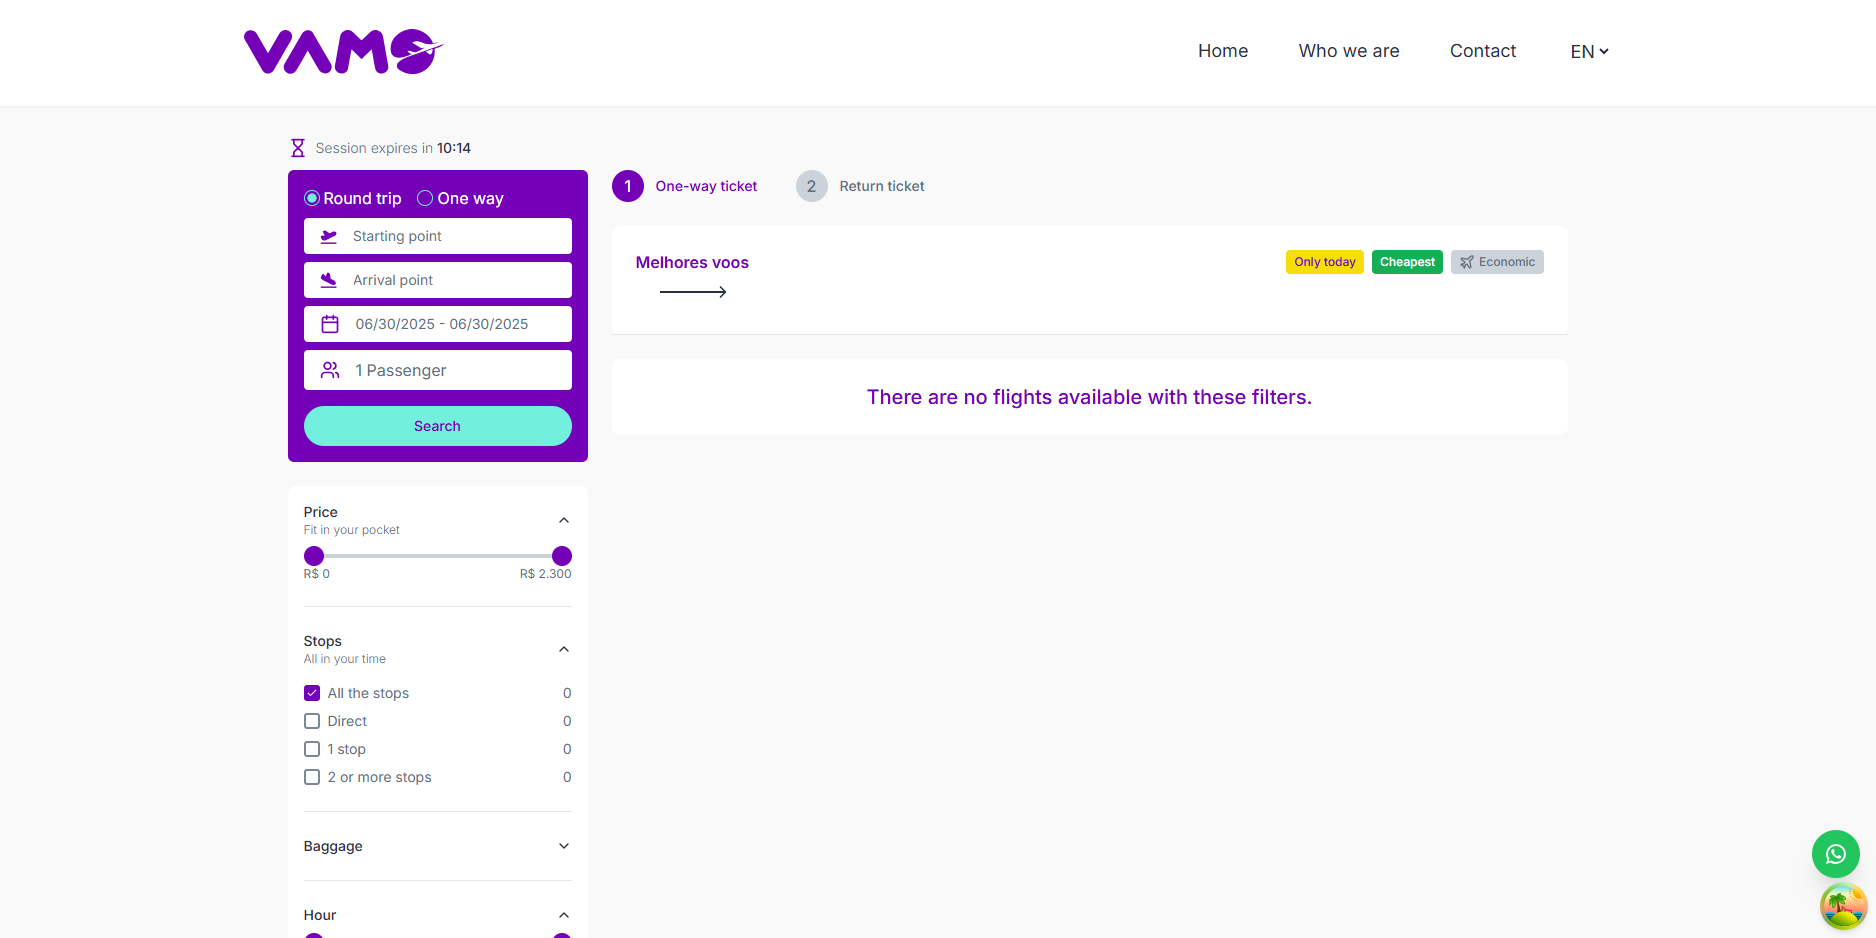 VAMO
Home
Who we are
Contact
EN
Session expires in 10:14
Round trip
One way
Starting point
Arrival point
06/30/2025 - 06/30/2025
1 Passenger
Search
1
One-way ticket
2
Return ticket
Melhores voos
Only today
Cheapest
Economic
There are no flights available with these filters.
Price
Fit in your pocket
R$ 0
R$ 2.300
Stops
All in your time
All the stops 0
Direct 0
1 stop 0
2 or more stops 0
Baggage
Hour